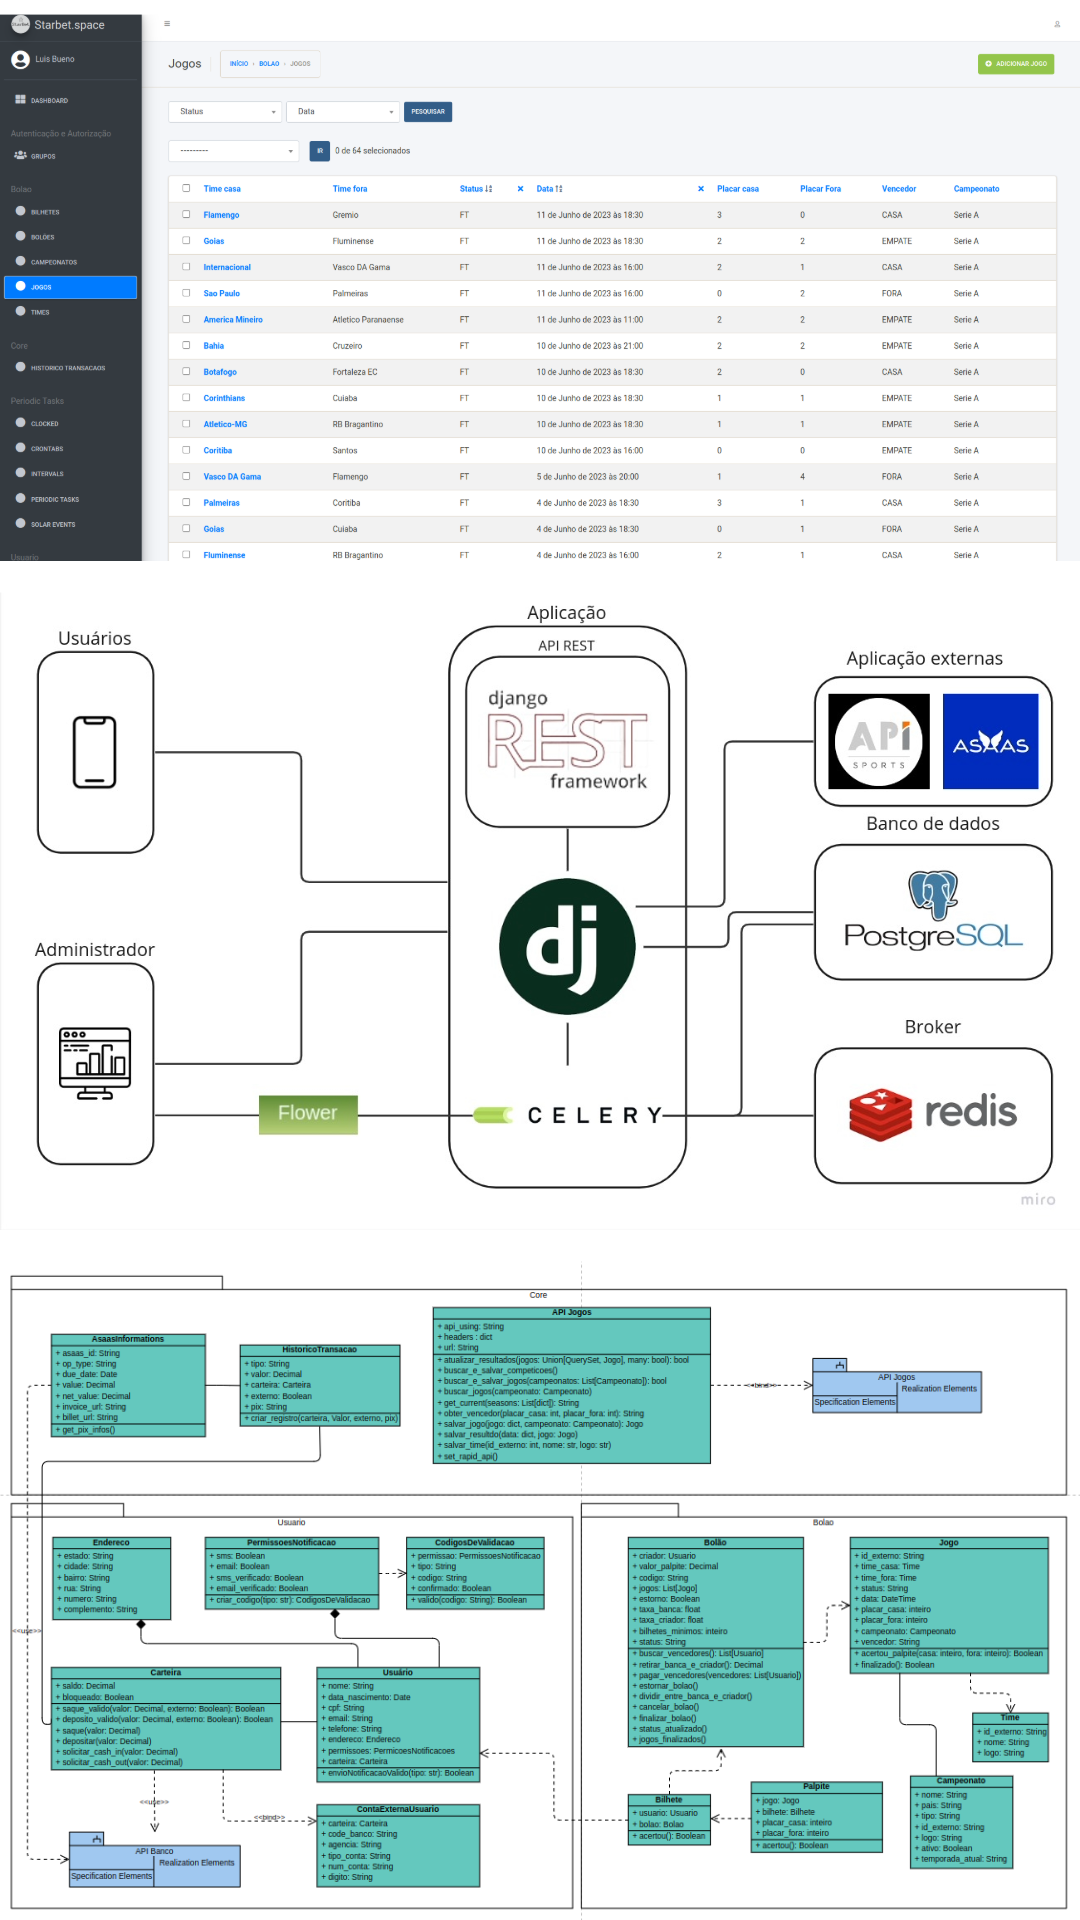 Starbet.space
Luis Bueno
DASHBOARD
Autenticação e Autorização
GRUPOS
Bolao
BILHETES
BOLÕES
CAMPEONATOS
JOGOS
TIMES
Core
HISTORICO TRANSACAOS
Periodic Tasks
CLOCKED
CRONTABS
INTERVALS
PERIODIC TASKS
SOLAR EVENTS
Usuario
Jogos
INÍCIO › BOLAO › JOGOS
ADICIONAR JOGO
Status
Data
PESQUISAR
---------
IR
0 de 64 selecionados
Time casa Time fora Status Data Placar casa Placar Fora Vencedor Campeonato
Flamengo Gremio FT 11 de Junho de 2023 às 18:30 3 0 CASA Serie A
Goias Fluminense FT 11 de Junho de 2023 às 18:30 2 2 EMPATE Serie A
Internacional Vasco DA Gama FT 11 de Junho de 2023 às 16:00 2 1 CASA Serie A
Sao Paulo Palmeiras FT 11 de Junho de 2023 às 16:00 0 2 FORA Serie A
America Mineiro Atletico Paranaense FT 11 de Junho de 2023 às 11:00 2 2 EMPATE Serie A
Bahia Cruzeiro FT 10 de Junho de 2023 às 21:00 2 2 EMPATE Serie A
Botafogo Fortaleza EC FT 10 de Junho de 2023 às 18:30 2 0 CASA Serie A
Corinthians Cuiaba FT 10 de Junho de 2023 às 18:30 1 1 EMPATE Serie A
Atletico-MG RB Bragantino FT 10 de Junho de 2023 às 18:30 1 1 EMPATE Serie A
Coritiba Santos FT 10 de Junho de 2023 às 16:00 0 0 EMPATE Serie A
Vasco DA Gama Flamengo FT 5 de Junho de 2023 às 20:00 1 4 FORA Serie A
Palmeiras Coritiba FT 4 de Junho de 2023 às 18:30 3 1 CASA Serie A
Goias Cuiaba FT 4 de Junho de 2023 às 18:30 0 1 FORA Serie A
Fluminense RB Bragantino FT 4 de Junho de 2023 às 16:00 2 1 CASA Serie A
Aplicação
Usuários
API REST
Aplicação externas
django
REST
framework
API
SPORTS
ASAAS
Banco de dados
dj
PostgreSQL
Administrador
Broker
Flower
CELERY
redis
miro
Core
AsaasInformations
+ asaas_id: String
+ op_type: String
+ due_date: Date
+ value: Decimal
+ net_value: Decimal
+ invoice_url: String
+ billet_url: String
+ get_pix_infos()
HistoricoTransacao
+ tipo: String
+ valor: Decimal
+ carteira: Carteira
+ externo: Boolean
+ pix: String
+ criar_registro(carteira, Valor, externo, pix)
API Jogos
+ api_using: String
+ headers : dict
+ url: String
+ atualizar_resultados(jogos: Union[QuerySet, Jogo], many: bool): bool
+ buscar_e_salvar_competicoes()
+ buscar_e_salvar_jogos(campeonatos: List[Campeonato]): bool
+ buscar_jogos(campeonato: Campeonato)
+ get_current(seasons: List[dict]): String
+ obter_vencedor(placar_casa: int, placar_fora: int): String
+ salvar_jogo(jogo: dict, campeonato: Campeonato): Jogo
+ salvar_resultdo(data: dict, jogo: Jogo)
+ salvar_time(id_externo: int, nome: str, logo: str)
+ set_rapid_api()
<<bind>>
API Jogos
Realization Elements
Specification Elements
Usuario
Endereco
+ estado: String
+ cidade: String
+ bairro: String
+ rua: String
+ numero: String
+ complemento: String
PermissoesNotificacao
+ sms: Boolean
+ email: Boolean
+ sms_verificado: Boolean
+ email_verificado: Boolean
+ criar_codigo(tipo: str): CodigosDeValidacao
CodigosDeValidacao
+ permissao: PermissoesNotificacao
+ tipo: String
+ codigo: String
+ confirmado: Boolean
+ valido(codigo: String): Boolean
<<use>>
Carteira
+ saldo: Decimal
+ bloqueado: Boolean
+ saque_valido(valor: Decimal, externo: Boolean): Boolean
+ deposito_valido(valor: Decimal, externo: Boolean): Boolean
+ saque(valor: Decimal)
+ depositar(valor: Decimal)
+ solicitar_cash_in(valor: Decimal)
+ solicitar_cash_out(valor: Decimal)
Usuário
+ nome: String
+ data_nascimento: Date
+ cpf: String
+ email: String
+ telefone: String
+ endereco: Endereco
+ permissoes: PermicoesNotificacoes
+ carteira: Carteira
+ envioNotificacaoValido(tipo: str): Boolean
<<use>>
<<bind>>
ContaExternaUsuario
+ carteira: Carteira
+ code_banco: String
+ agencia: String
+ tipo_conta: String
+ num_conta: String
+ digito: String
API Banco
Realization Elements
Specification Elements
Bolao
Bolão
+ criador: Usuario
+ valor_palpite: Decimal
+ codigo: String
+ jogos: List[Jogo]
+ estorno: Boolean
+ taxa_banca: float
+ taxa_criador: float
+ bilhetes_minimos: inteiro
+ status: String
+ buscar_vencedores(): List[Usuario]
+ retirar_banca_e_criador(): Decimal
+ pagar_vencedores(vencedores: List[Usuario])
+ estornar_bolao()
+ dividir_entre_banca_e_criador()
+ cancelar_bolao()
+ finalizar_bolao()
+ status_atualizado()
+ jogos_finalizados()
Jogo
+ id_externo: String
+ time_casa: Time
+ time_fora: Time
+ status: String
+ data: DateTime
+ placar_casa: inteiro
+ placar_fora: inteiro
+ campeonato: Campeonato
+ vencedor: String
+ acertou_palpite(casa: inteiro, fora: inteiro): Boolean
+ finalizado(): Boolean
Time
+ id_externo: String
+ nome: String
+ logo: String
Bilhete
+ usuario: Usuario
+ bolao: Bolao
+ acertou(): Boolean
Palpite
+ jogo: Jogo
+ bilhete: Bilhete
+ placar_casa: inteiro
+ placar_fora: inteiro
+ acertou(): Boolean
Campeonato
+ nome: String
+ pais: String
+ tipo: String
+ id_externo: String
+ logo: String
+ ativo: Boolean
+ temporada_atual: String